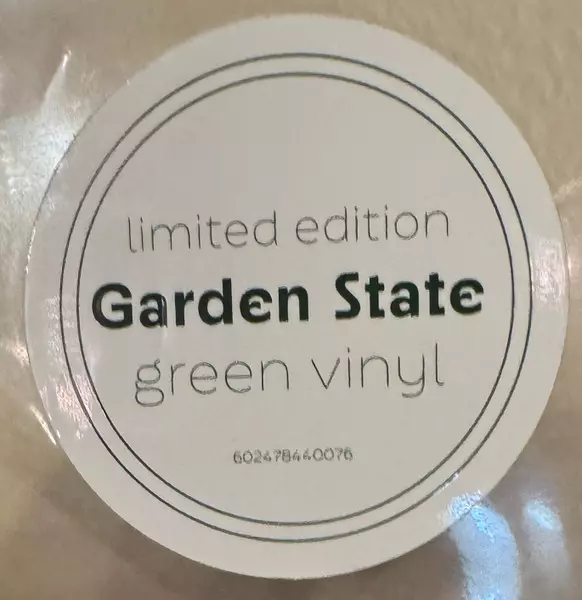 limited edition
Garden State
green vinyl
602478440076